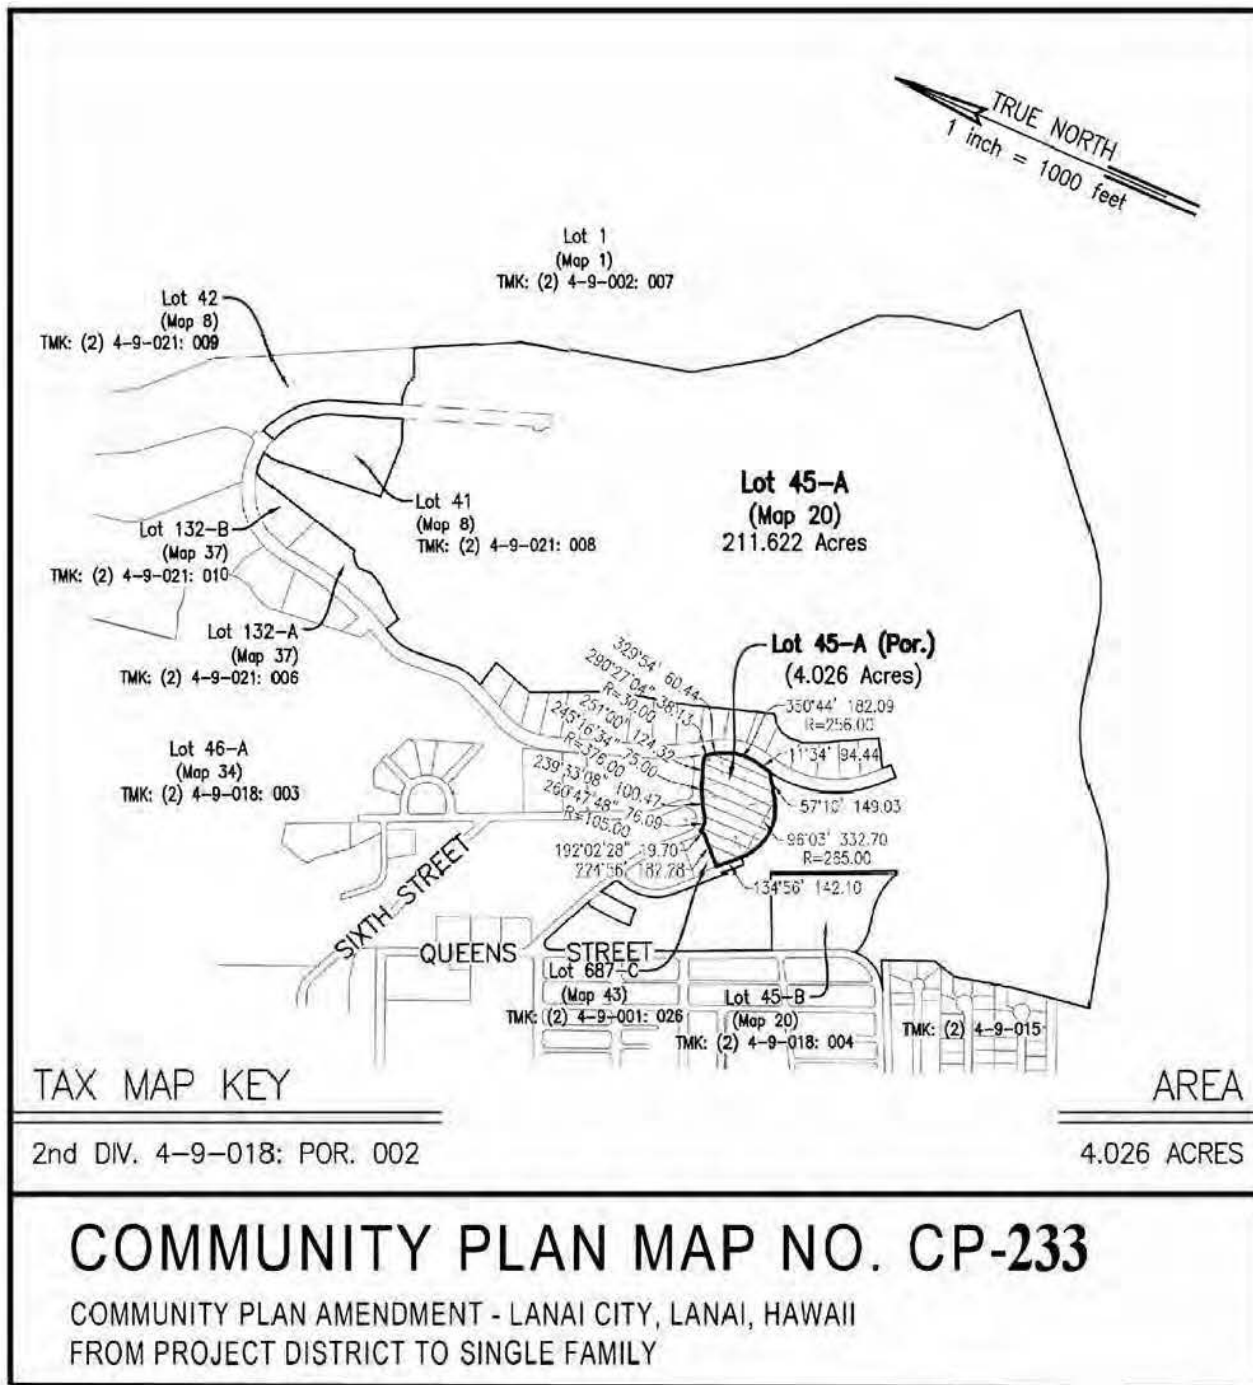 TRUE NORTH
1 inch = 1000 feet
Lot 1
(Map 1)
TMK: (2) 4-9-002: 007
Lot 42
(Map 8)
TMK: (2) 4-9-021: 009
Lot 41
(Map 8)
TMK: (2) 4-9-021: 008
Lot 45-A
(Map 20)
211.622 Acres
Lot 132-B
(Map 37)
TMK: (2) 4-9-021: 010
Lot 132-A
(Map 37)
TMK: (2) 4-9-021: 006
Lot 45-A (Por.)
(4.026 Acres)
329°54' 60.44
290°27'04" 38.13
R=30.00
251°00' 124.32
245°16'34" 75.00
R=376.00
239°33'08" 100.47
260°47'48" 76.09
R=105.00
192°02'28" 19.70
224°56' 182.28
350°44' 182.09
R=256.00
11°34' 94.44
57°10' 149.03
96°03' 332.70
R=265.00
134°56' 142.10
Lot 46-A
(Map 34)
TMK: (2) 4-9-018: 003
SIXTH STREET
QUEENS STREET
Lot 687-C
(Map 43)
TMK: (2) 4-9-001: 026
Lot 45-B
(Map 20)
TMK: (2) 4-9-018: 004
TMK: (2) 4-9-015
TAX MAP KEY
AREA
2nd DIV. 4-9-018: POR. 002
4.026 ACRES
COMMUNITY PLAN MAP NO. CP-233
COMMUNITY PLAN AMENDMENT - LANAI CITY, LANAI, HAWAII
FROM PROJECT DISTRICT TO SINGLE FAMILY